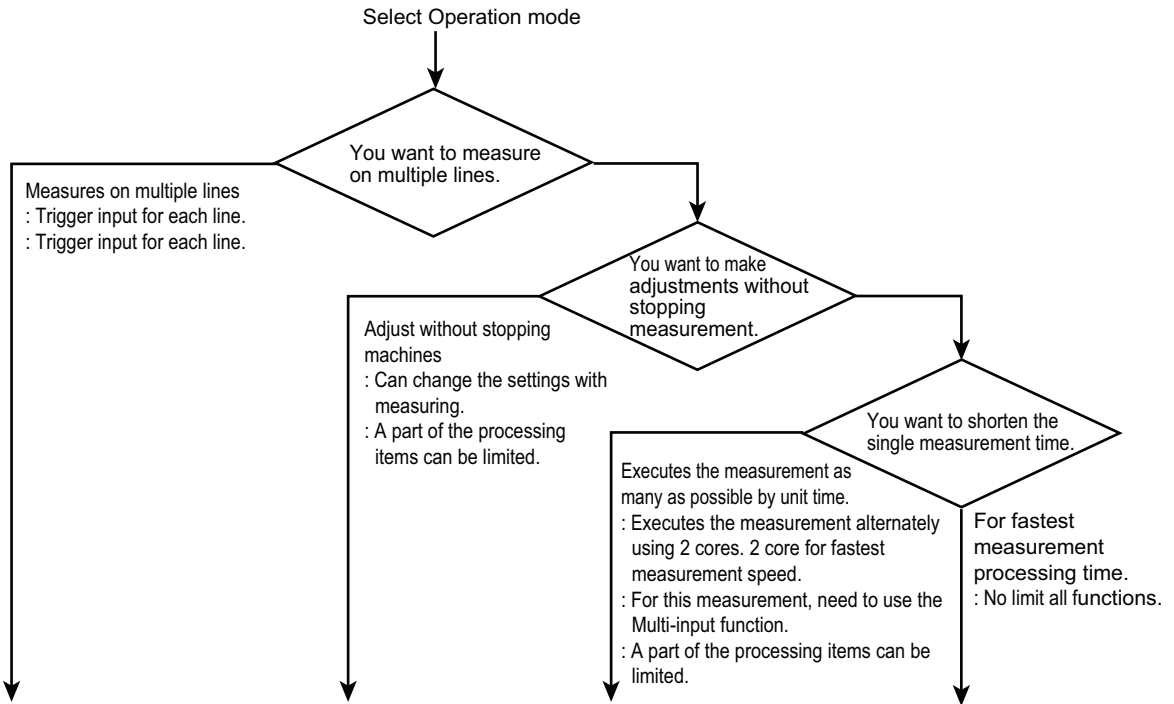 Select Operation mode
You want to measure
on multiple lines.
Measures on multiple lines
: Trigger input for each line.
: Trigger input for each line.
You want to make
adjustments without
stopping
measurement.
Adjust without stopping
machines
: Can change the settings with
measuring.
: A part of the processing
items can be limited.
You want to shorten the
single measurement time.
Executes the measurement as
many as possible by unit time.
: Executes the measurement alternately
using 2 cores. 2 core for fastest
measurement speed.
: For this measurement, need to use the
Multi-input function.
: A part of the processing items can be
limited.
For fastest
measurement
processing time.
: No limit all functions.